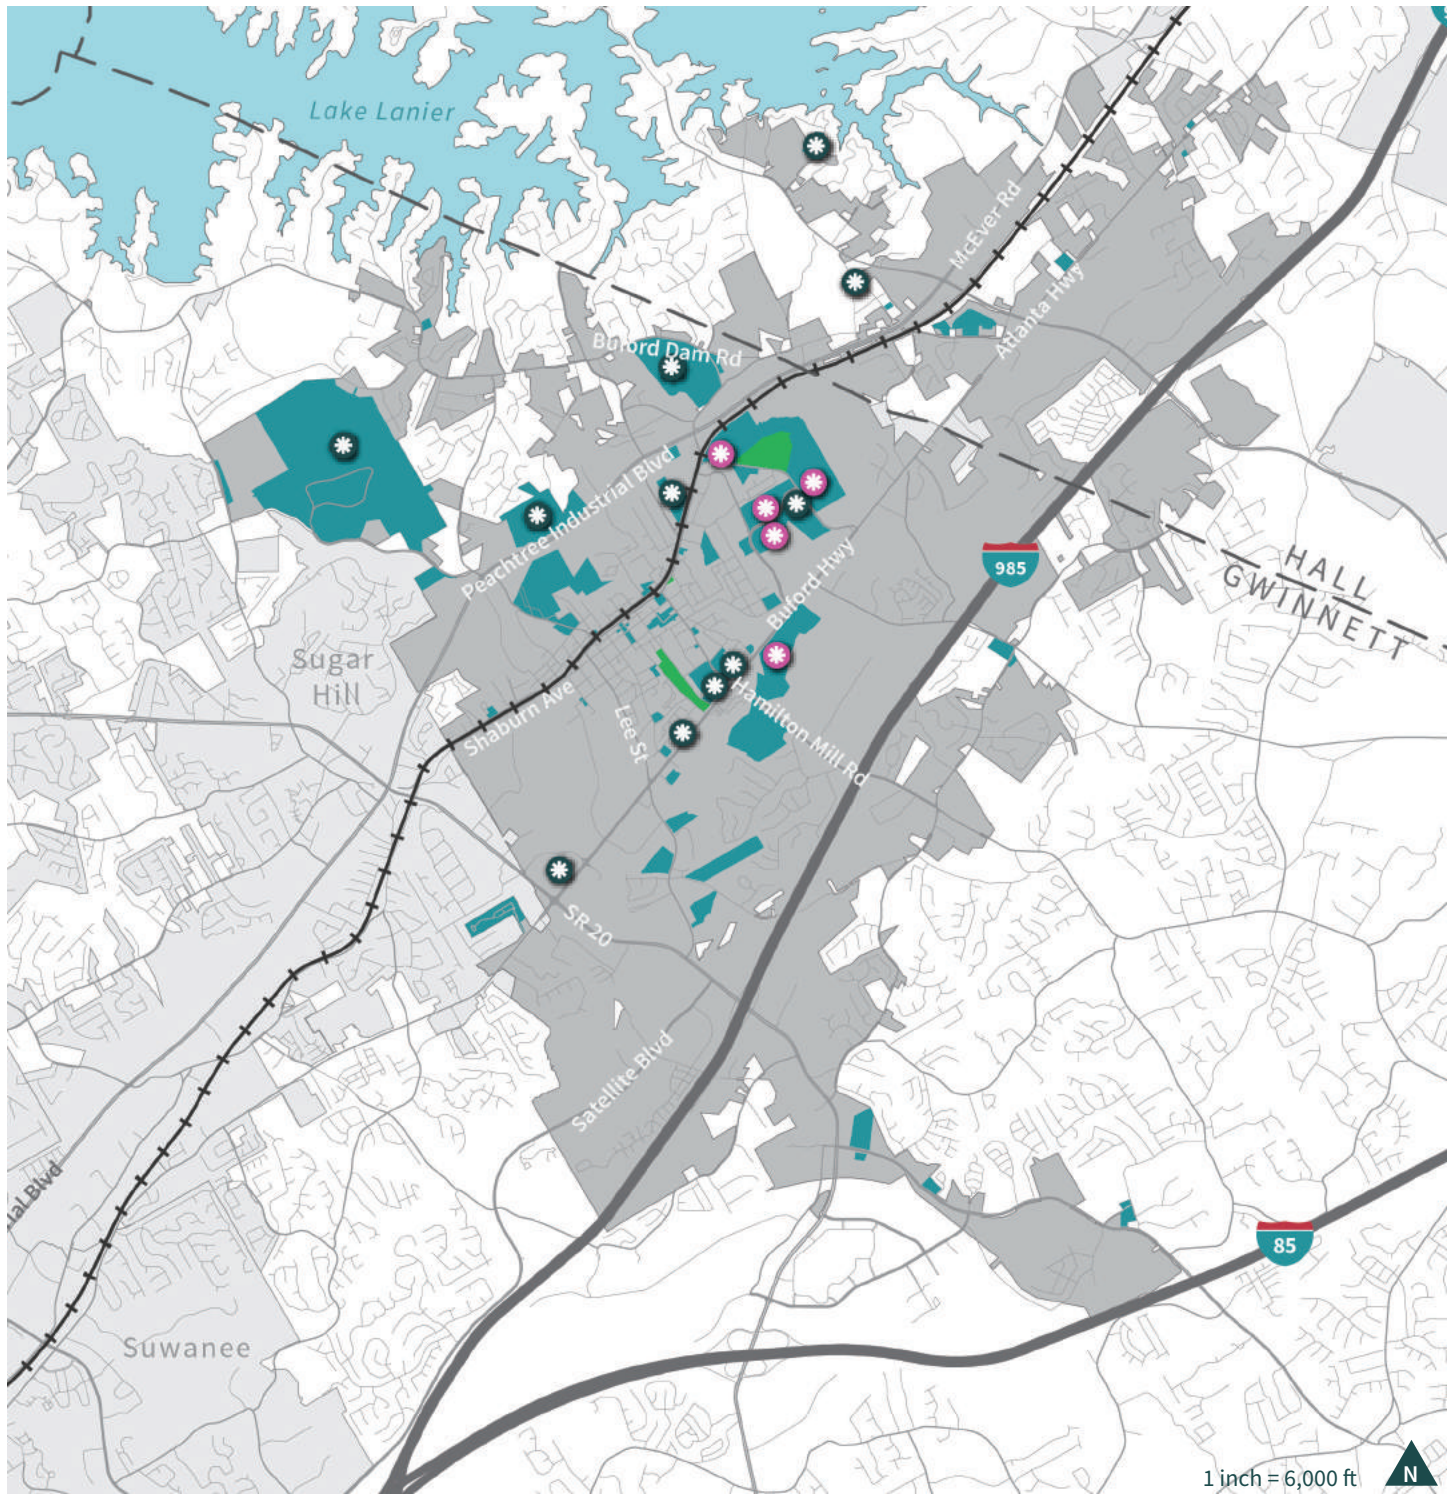 Lake Lanier
McEver Rd
Atlanta Hwy
Buford Dam Rd
Peachtree Industrial Blvd
985
HALL
GWINNETT
Buford Hwy
Sugar
Hill
Shaburn Ave
Lee St
Hamilton Mill Rd
SR 20
Satellite Blvd
Blvd
85
Suwanee
1 inch = 6,000 ft
N